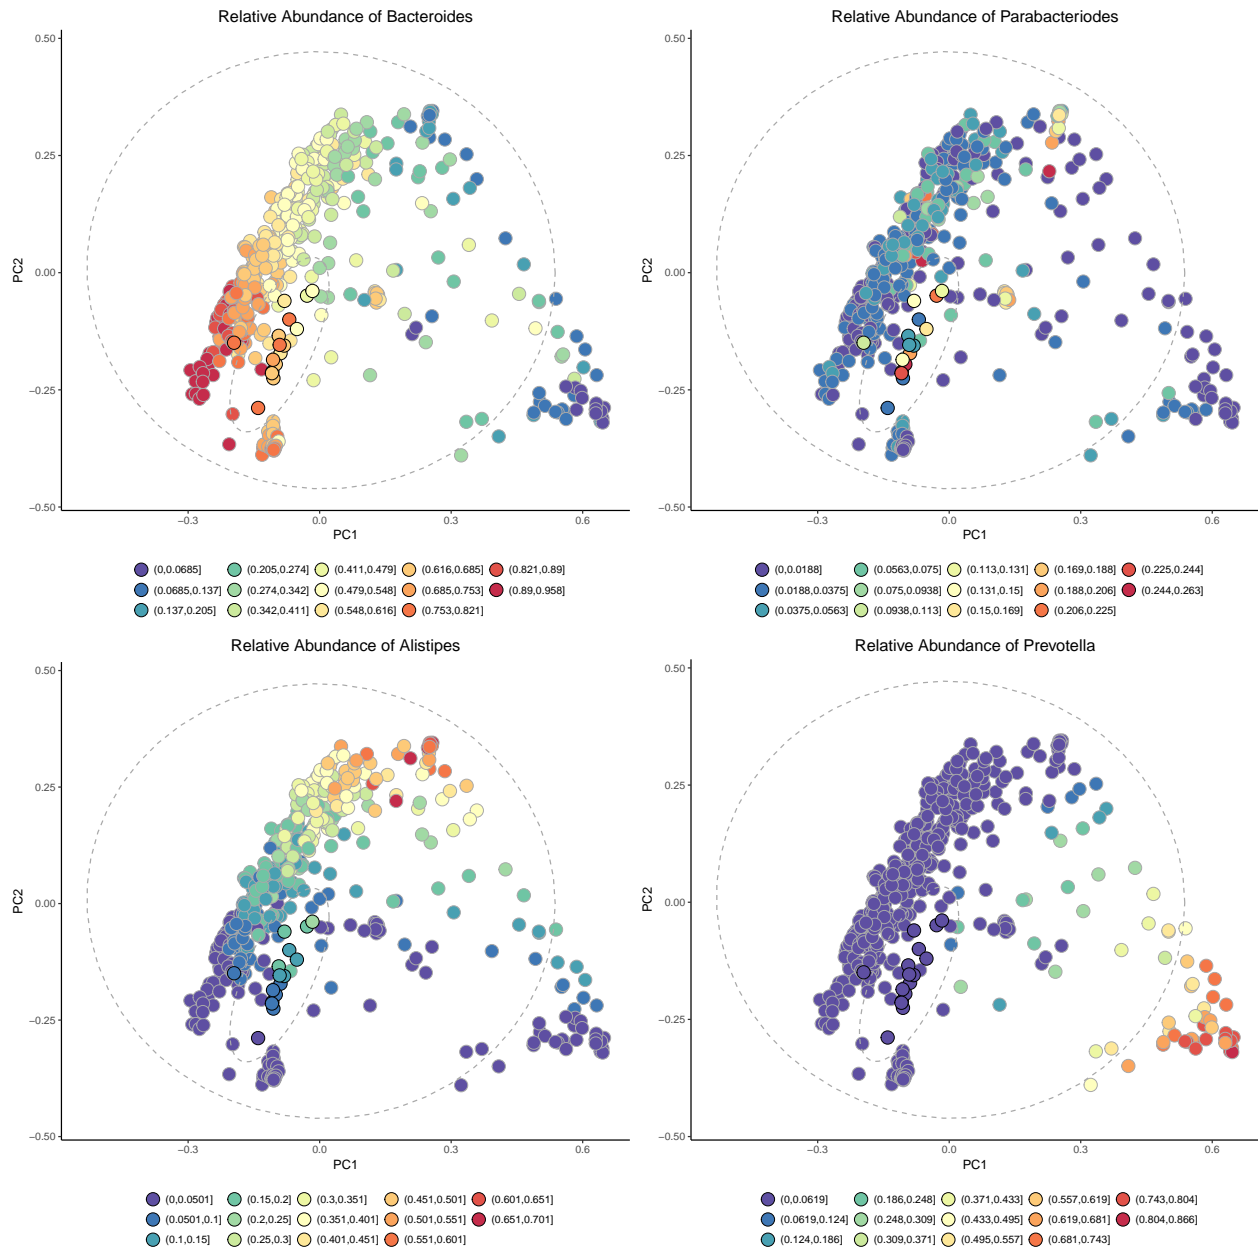 Relative Abundance of Bacteroides
0.50
0.25
0.00
−0.25
−0.50
PC2
−0.3
0.0
0.3
0.6
PC1
(0,0.0685] (0.205,0.274] (0.411,0.479] (0.616,0.685] (0.821,0.89]
(0.0685,0.137] (0.274,0.342] (0.479,0.548] (0.685,0.753] (0.89,0.958]
(0.137,0.205] (0.342,0.411] (0.548,0.616] (0.753,0.821]
Relative Abundance of Parabacteriodes
0.50
0.25
0.00
−0.25
−0.50
PC2
−0.3
0.0
0.3
0.6
PC1
(0,0.0188] (0.0563,0.075] (0.113,0.131] (0.169,0.188] (0.225,0.244]
(0.0188,0.0375] (0.075,0.0938] (0.131,0.15] (0.188,0.206] (0.244,0.263]
(0.0375,0.0563] (0.0938,0.113] (0.15,0.169] (0.206,0.225]
Relative Abundance of Alistipes
0.50
0.25
0.00
−0.25
−0.50
PC2
−0.3
0.0
0.3
0.6
PC1
(0,0.0501] (0.15,0.2] (0.3,0.351] (0.451,0.501] (0.601,0.651]
(0.0501,0.1] (0.2,0.25] (0.351,0.401] (0.501,0.551] (0.651,0.701]
(0.1,0.15] (0.25,0.3] (0.401,0.451] (0.551,0.601]
Relative Abundance of Prevotella
0.50
0.25
0.00
−0.25
−0.50
PC2
−0.3
0.0
0.3
0.6
PC1
(0,0.0619] (0.186,0.248] (0.371,0.433] (0.557,0.619] (0.743,0.804]
(0.0619,0.124] (0.248,0.309] (0.433,0.495] (0.619,0.681] (0.804,0.866]
(0.124,0.186] (0.309,0.371] (0.495,0.557] (0.681,0.743]